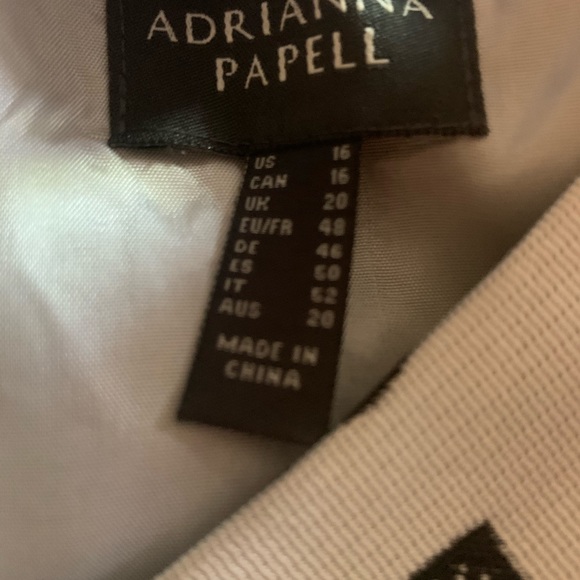 ADRIANNA
PAPELL
US 16
CAN 16
UK 20
EU/FR 48
DE 46
ES 50
IT 52
AUS 20
MADE IN
CHINA